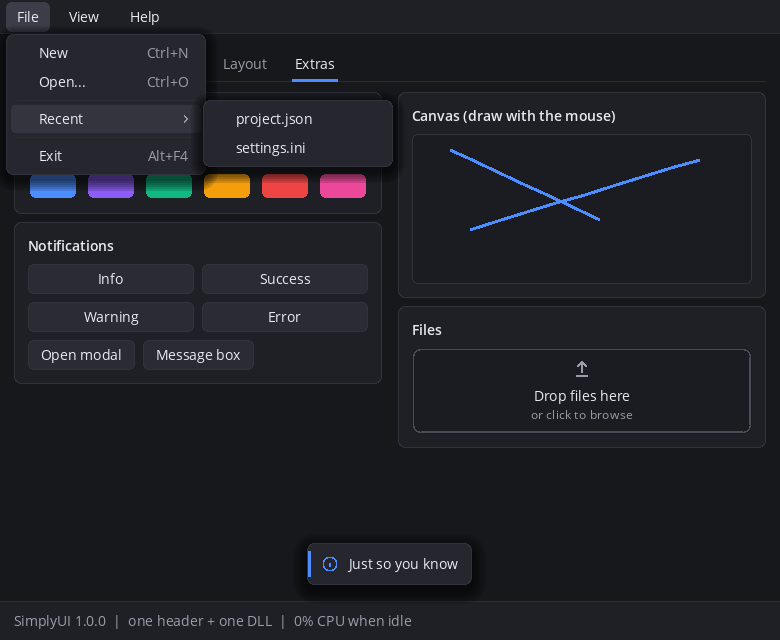 File View Help
New Ctrl+N
Open... Ctrl+O
Recent
Exit Alt+F4
project.json
settings.ini
Layout Extras
Canvas (draw with the mouse)
Notifications
Info Success
Warning Error
Open modal Message box
Files
Drop files here
or click to browse
Just so you know
SimplyUI 1.0.0 | one header + one DLL | 0% CPU when idle